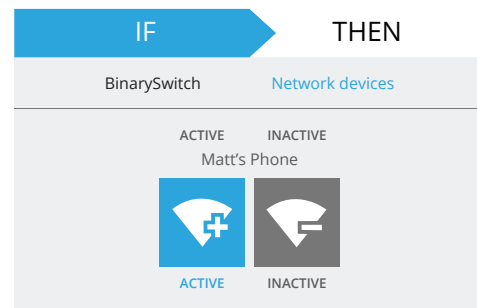 IF THEN
BinarySwitch Network devices
ACTIVE INACTIVE
Matt's Phone
ACTIVE INACTIVE